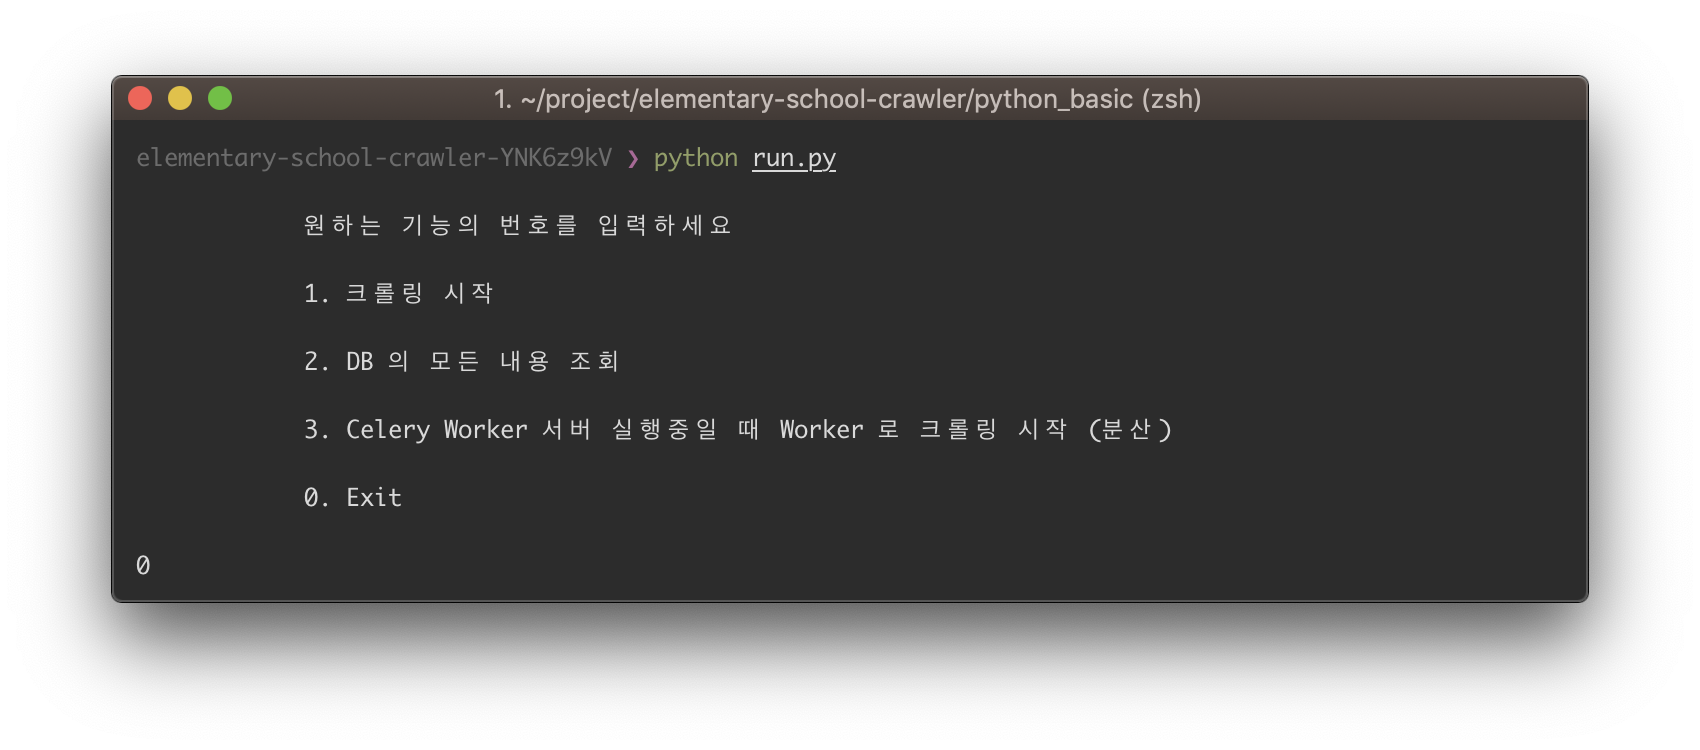 1. ~/project/elementary-school-crawler/python_basic (zsh)
elementary-school-crawler-YNK6z9kV ❯ python run.py
원하는 기능의 번호를 입력하세요
1. 크롤링 시작
2. DB 의 모든 내용 조회
3. Celery Worker 서버 실행중일 때 Worker 로 크롤링 시작 (분산)
0. Exit
0